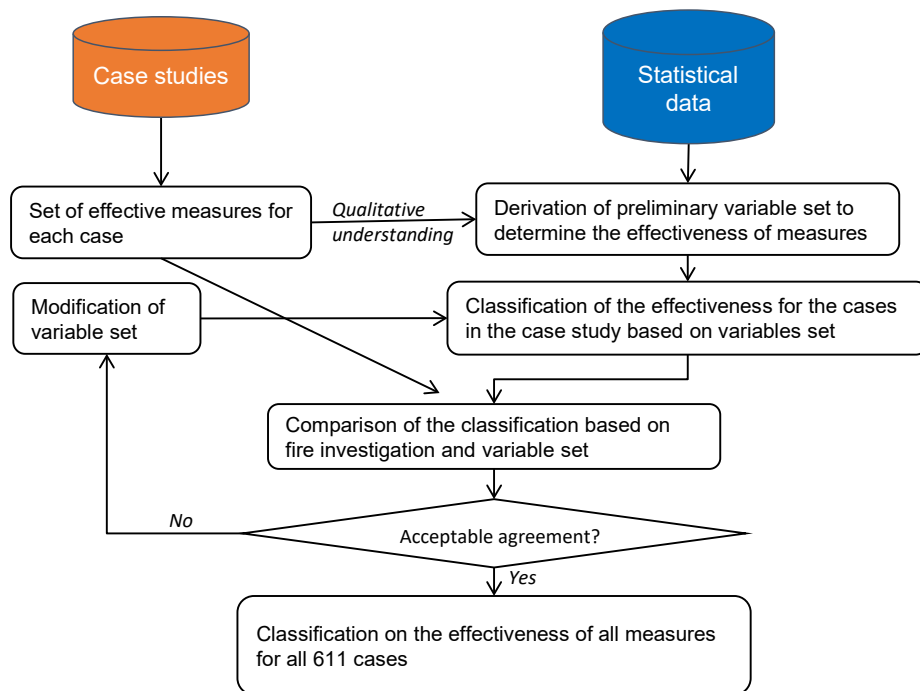 Case studies
Statistical
data
Set of effective measures for
each case
Qualitative
understanding
Derivation of preliminary variable set to
determine the effectiveness of measures
Modification of
variable set
Classification of the effectiveness for the cases
in the case study based on variables set
Comparison of the classification based on
fire investigation and variable set
No
Acceptable agreement?
Yes
Classification on the effectiveness of all measures
for all 611 cases